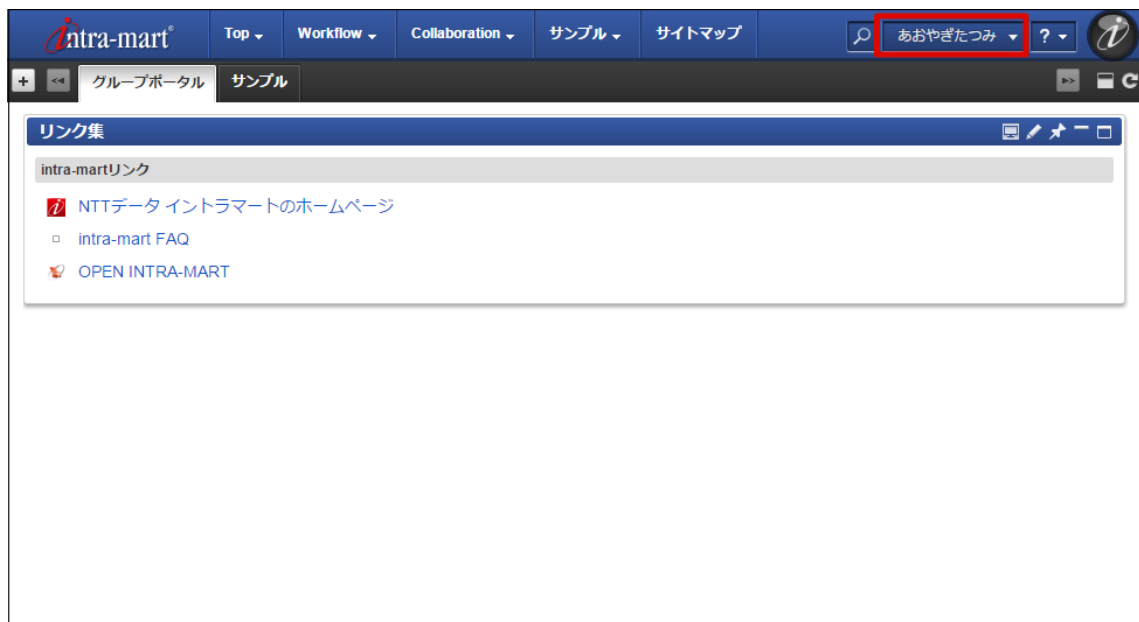 intra-mart® Top Workflow Collaboration サンプル サイトマップ あおやぎたつみ ?
グループポータル サンプル
リンク集
intra-martリンク
NTTデータ イントラマートのホームページ
intra-mart FAQ
OPEN INTRA-MART